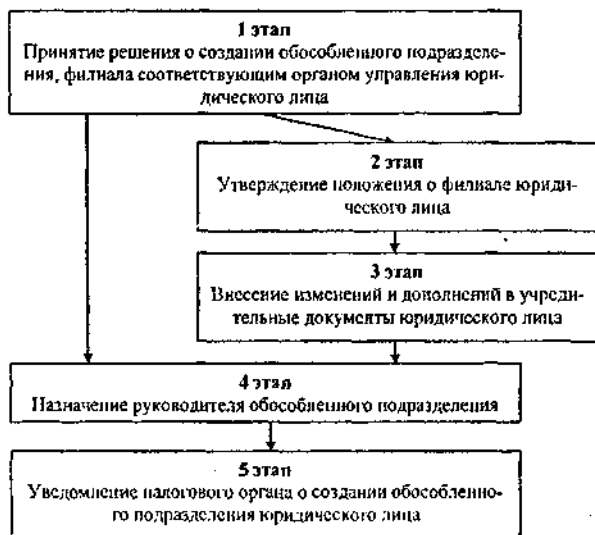 1 этап
Принятие решения о создании обособленного подразделе-
ния, филиала соответствующим органом управления юри-
дического лица
2 этап
Утверждение положения о филиале юриди-
ческого лица
3 этап
Внесение изменений и дополнений в учреди-
тельные документы юридического лица
4 этап
Назначение руководителя обособленного подразделения
5 этап
Уведомление налогового органа о создании обособленно-
го подразделения юридического лица